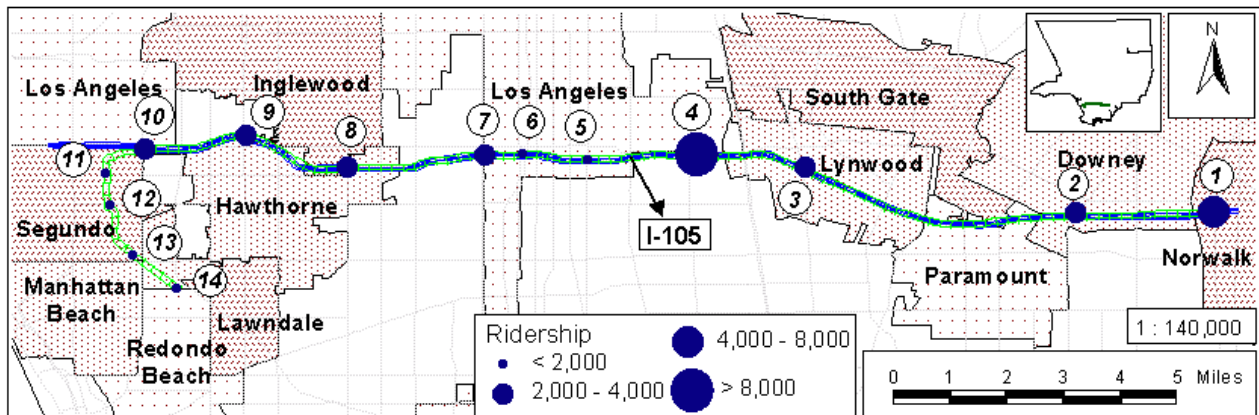 Los Angeles
Inglewood
Los Angeles
South Gate
N
10
9
8
7
6
5
4
Lynwood
3
Downey
2
1
11
12
Segundo
Hawthorne
13
14
I-105
Paramount
Norwalk
Manhattan
Beach
Lawndale
Redondo
Beach
Ridership
< 2,000
2,000 - 4,000
4,000 - 8,000
> 8,000
1 : 140,000
0 1 2 3 4 5 Miles